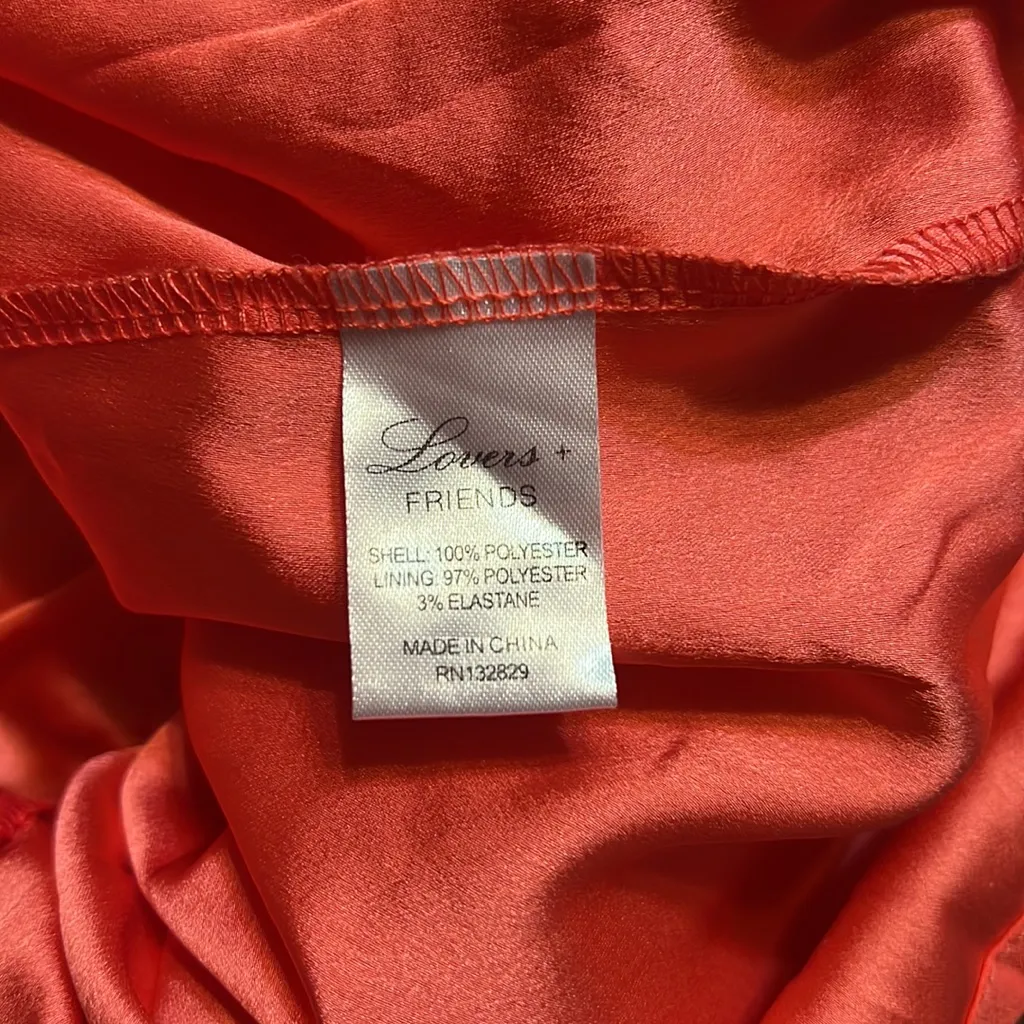 Lovers +
FRIENDS
SHELL: 100% POLYESTER
LINING: 97% POLYESTER
3% ELASTANE
MADE IN CHINA
RN132829